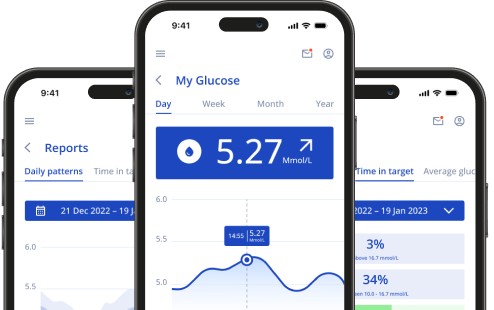 9:41
Reports
Daily patterns
Time in ta
21 Dec 2022 – 19 J
6.0
5.5
9:41
My Glucose
Day
Week
Month
Year
5.27
Mmol/L
6.0
5.5
5.0
14:55
5.27
Mmol/L
Time in target
Average gluc
2022 – 19 Jan 2023
3%
above 16.7 mmol/L
34%
10.0 - 16.7 mmol/L